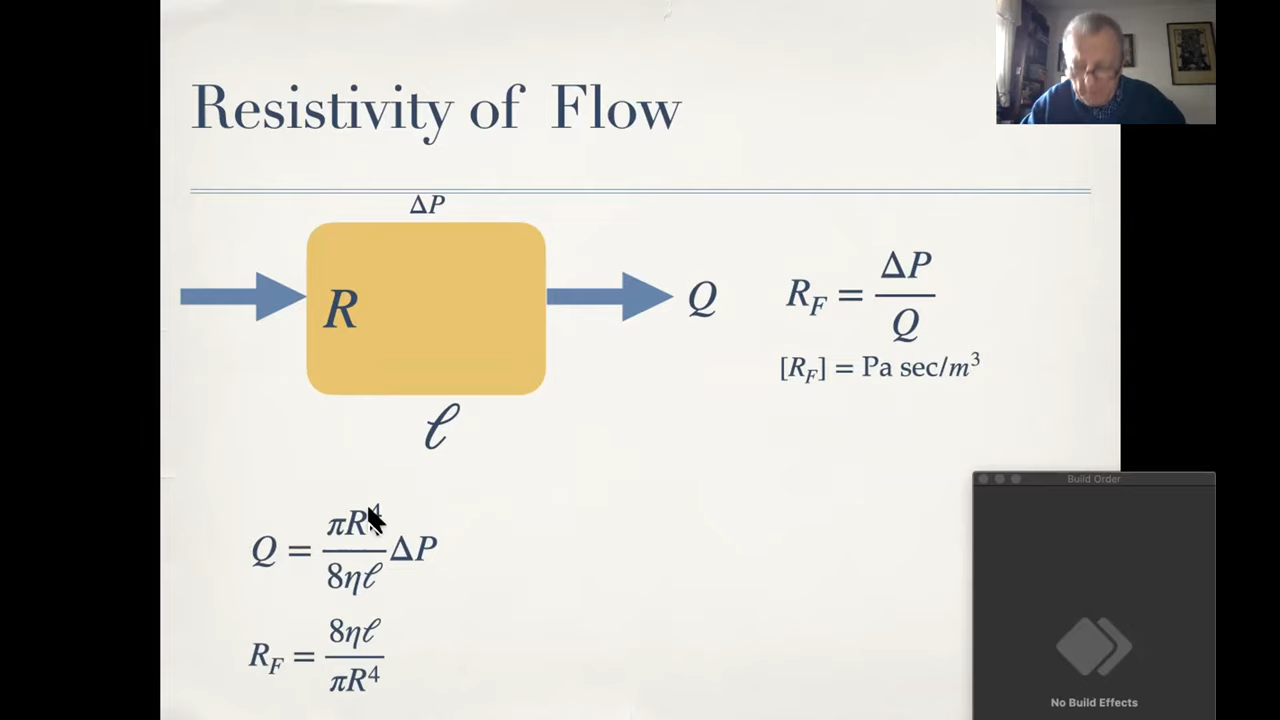 Resistivity of Flow
ΔP
R
Q
R_F = ΔP / Q
[R_F] = Pa sec/m³
ℓ
Q = πR⁴ / 8ηℓ ΔP
R_F = 8ηℓ / πR⁴
Build Order
No Build Effects